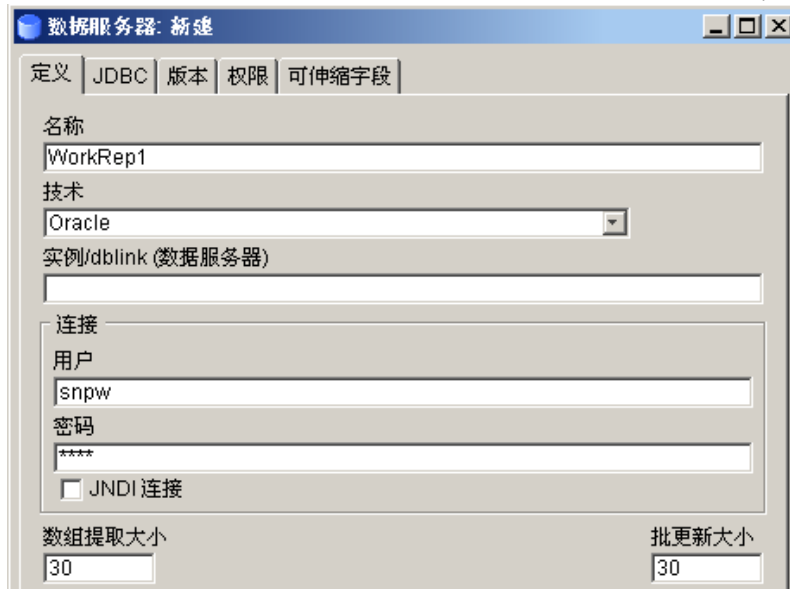 数据服务器: 新建
定义 JDBC 版本 权限 可伸缩字段
名称
WorkRep1
技术
Oracle
实例/dblink (数据服务器)
连接
用户
snpw
密码
****
JNDI 连接
数组提取大小 批更新大小
30 30